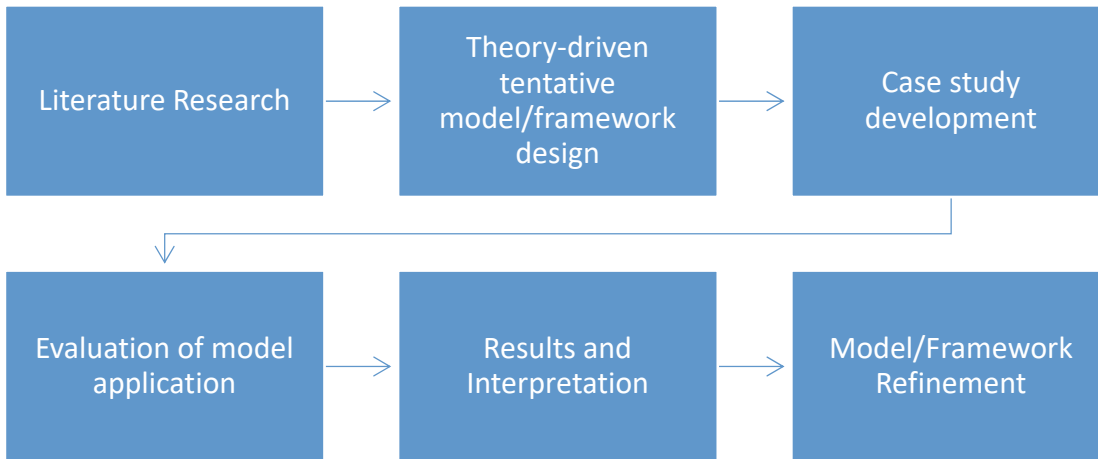 Literature Research
Theory-driven
tentative
model/framework
design
Case study
development
Evaluation of model
application
Results and
Interpretation
Model/Framework
Refinement